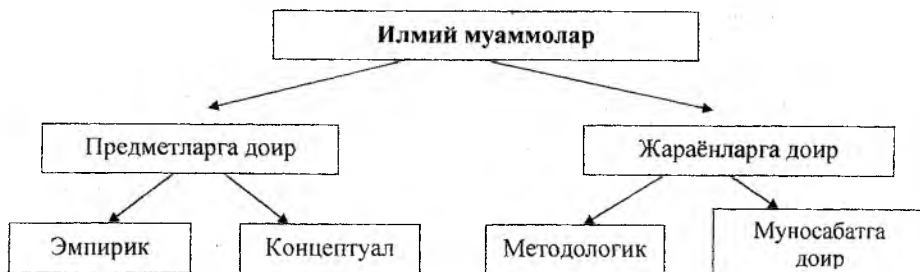 Илмий муаммолар
Предметларга доир
Жараёнларга доир
Эмпирик
Концептуал
Методологик
Муносабатга
доир